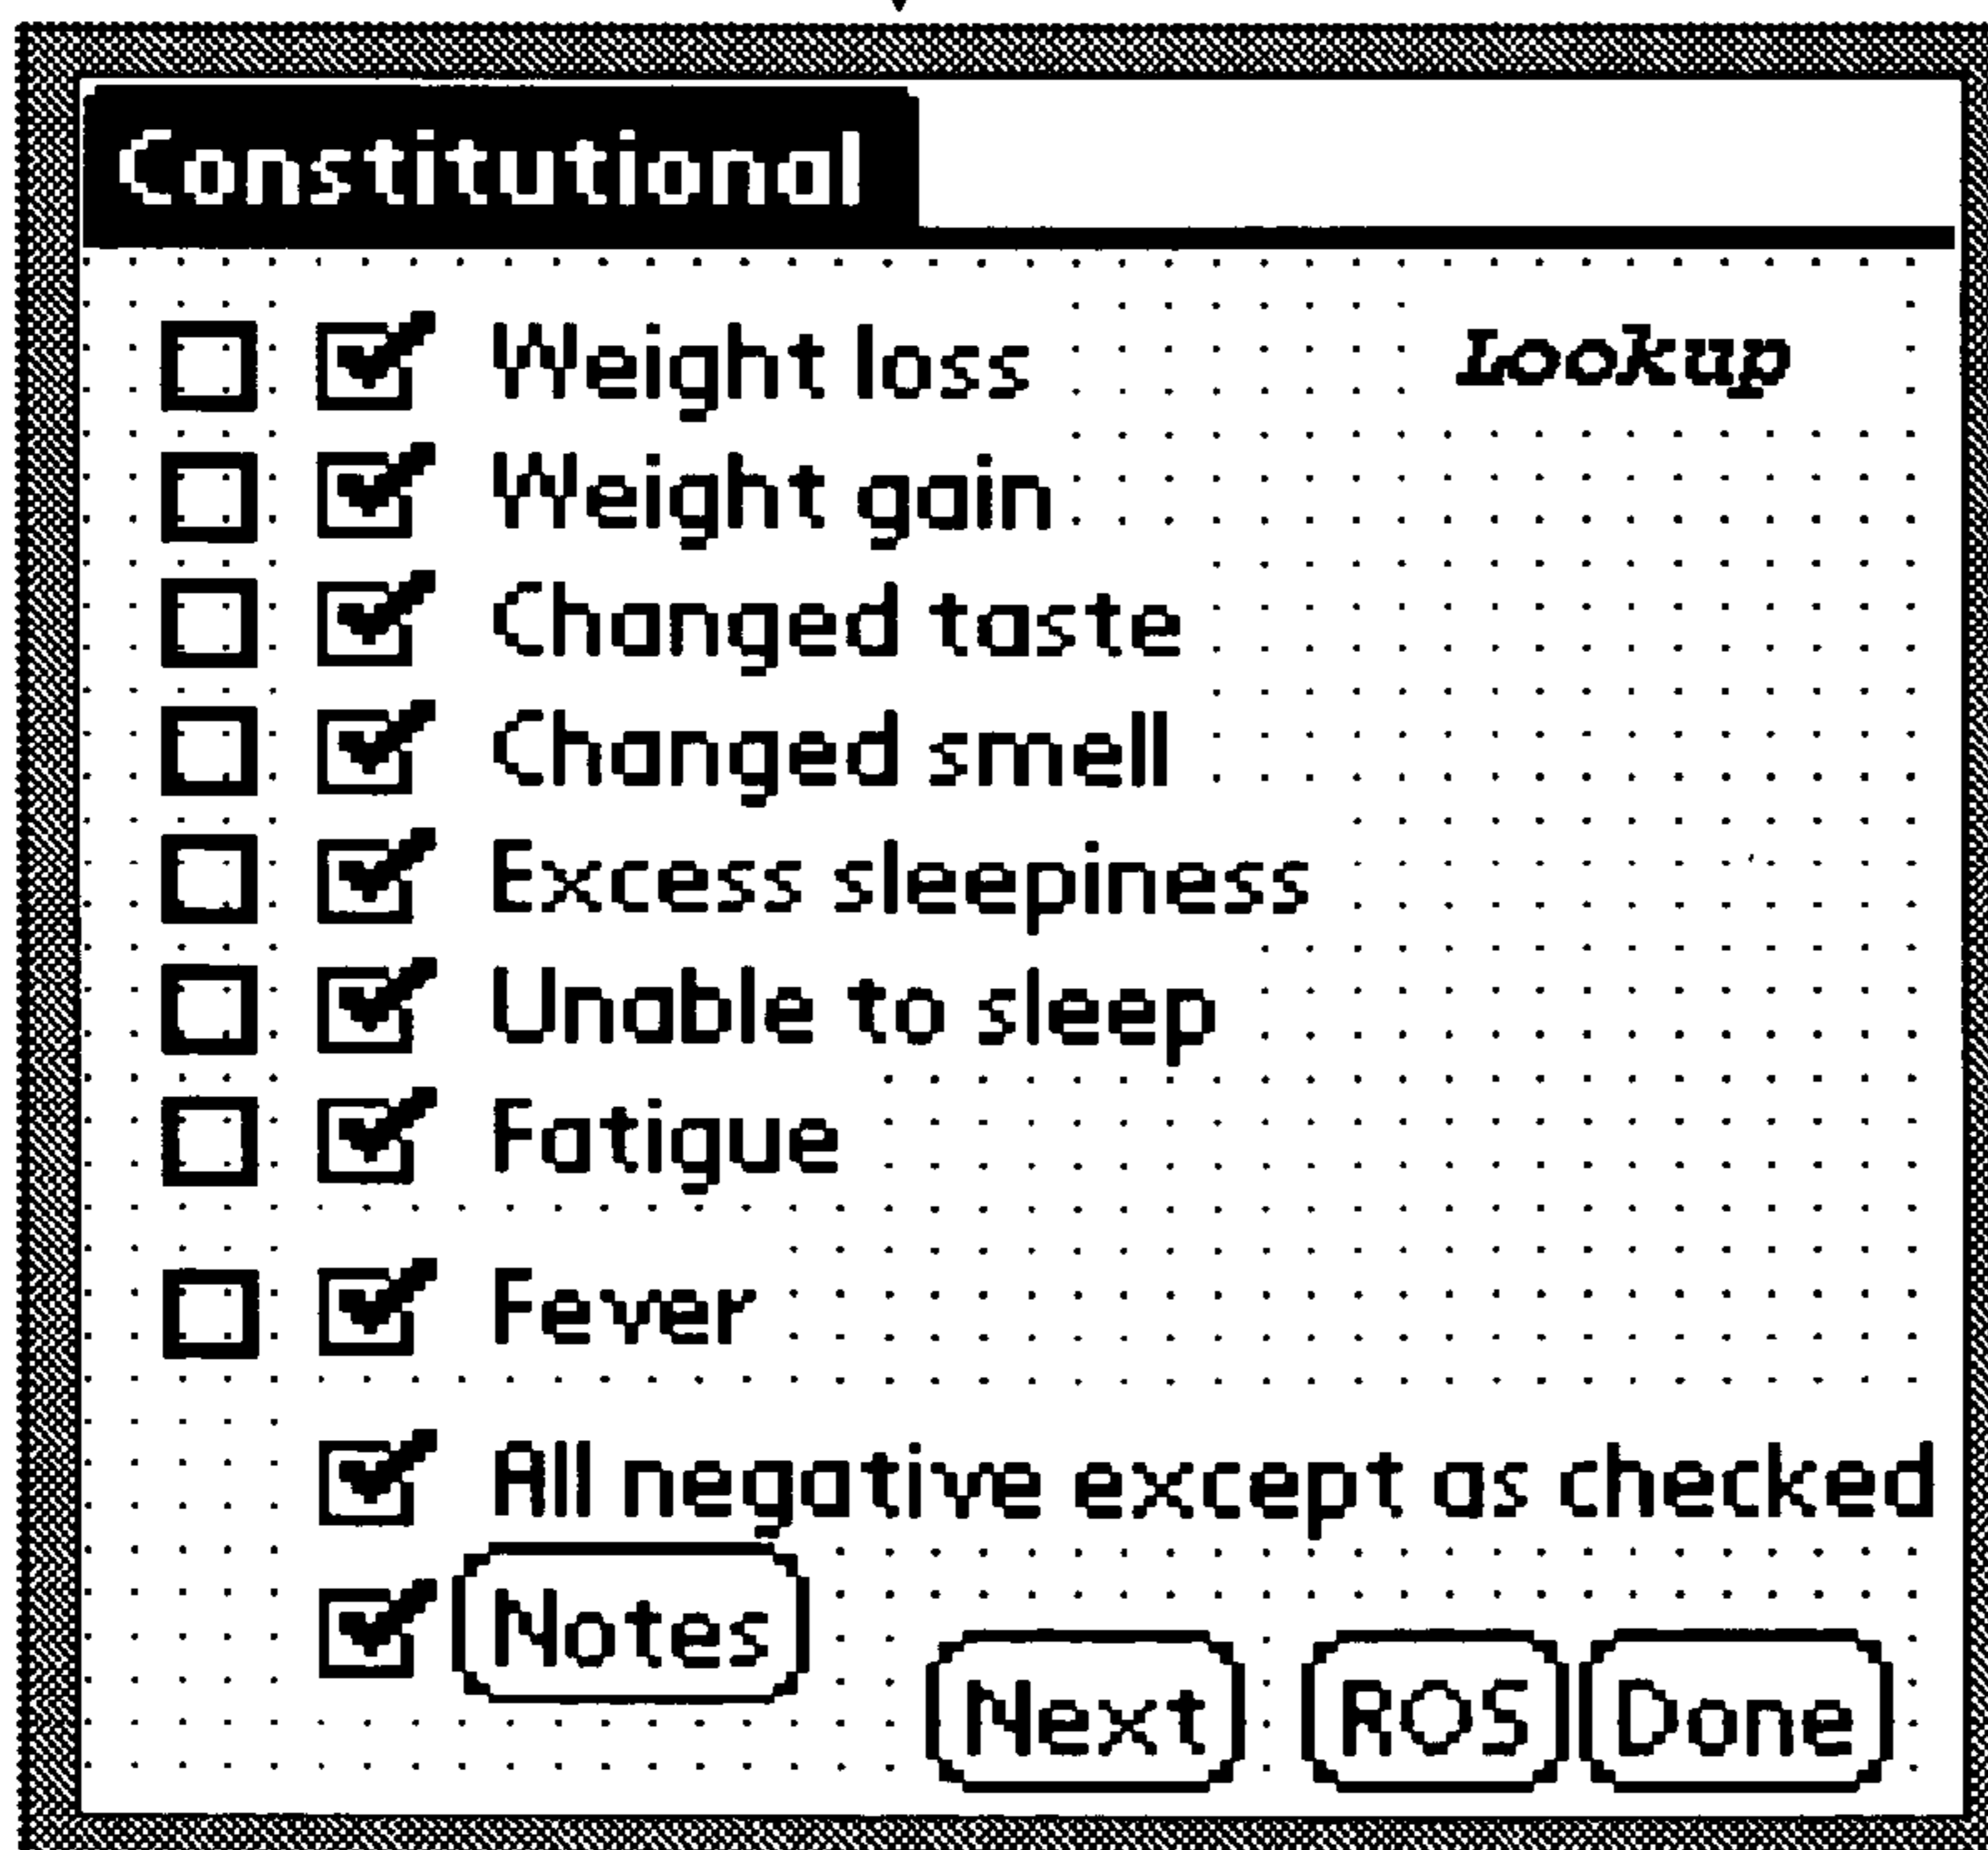 Constitutional
Weight loss
Lookup
Weight gain
Changed taste
Changed smell
Excess sleepiness
Unable to sleep
Fatigue
Fever
All negative except as checked
Notes
Next ROS Done